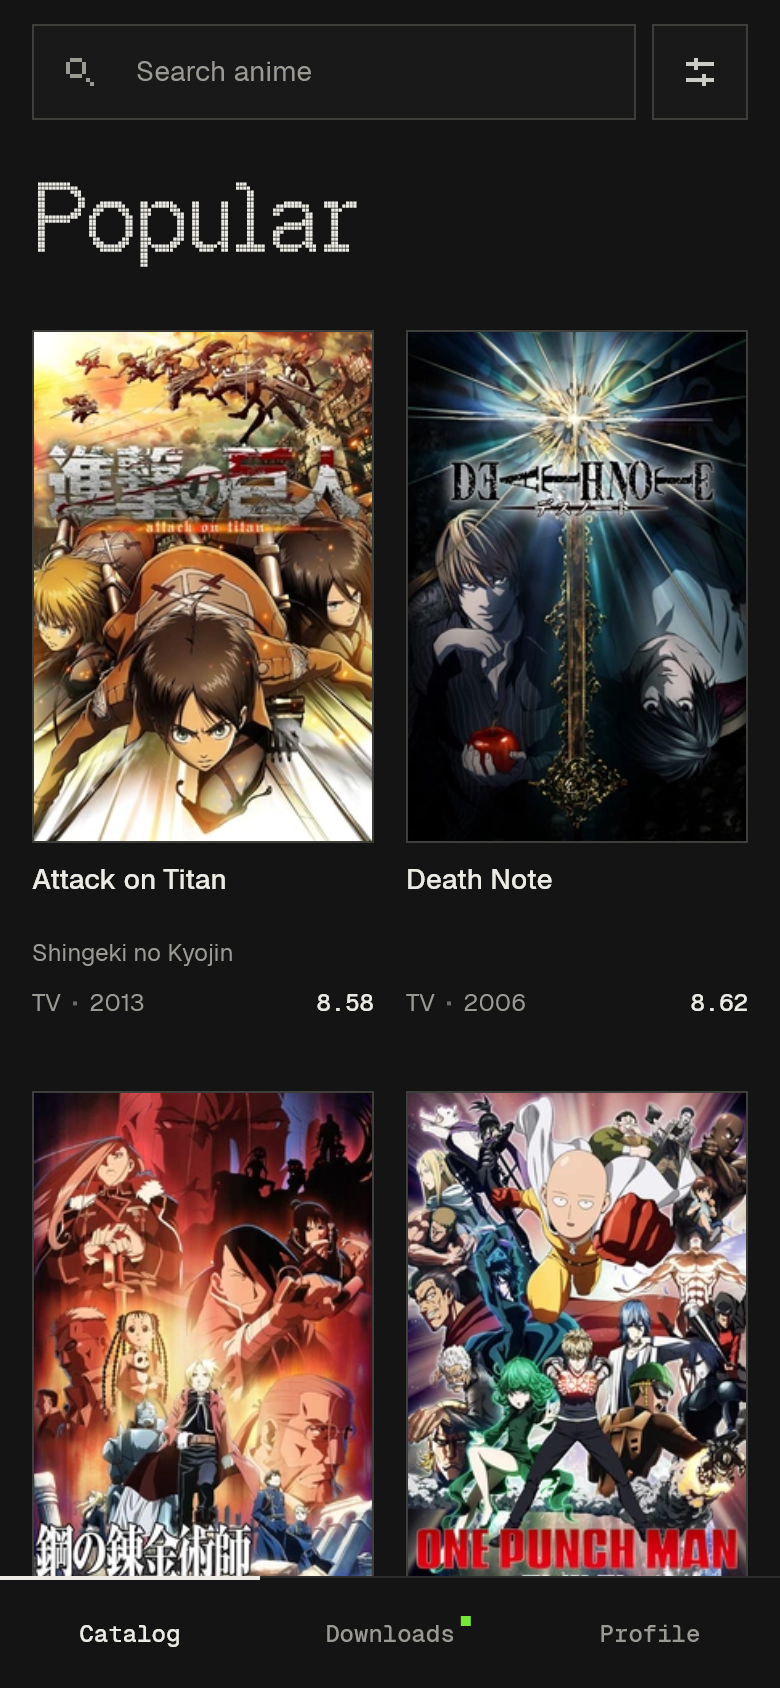 Search anime
Popular
進撃の巨人
attack on titan
DEATH NOTE
デスノート
Attack on Titan
Death Note
Shingeki no Kyojin
TV · 2013
8.58
TV · 2006
8.62
鋼の錬金術師
ONE PUNCH MAN
Catalog
Downloads
Profile